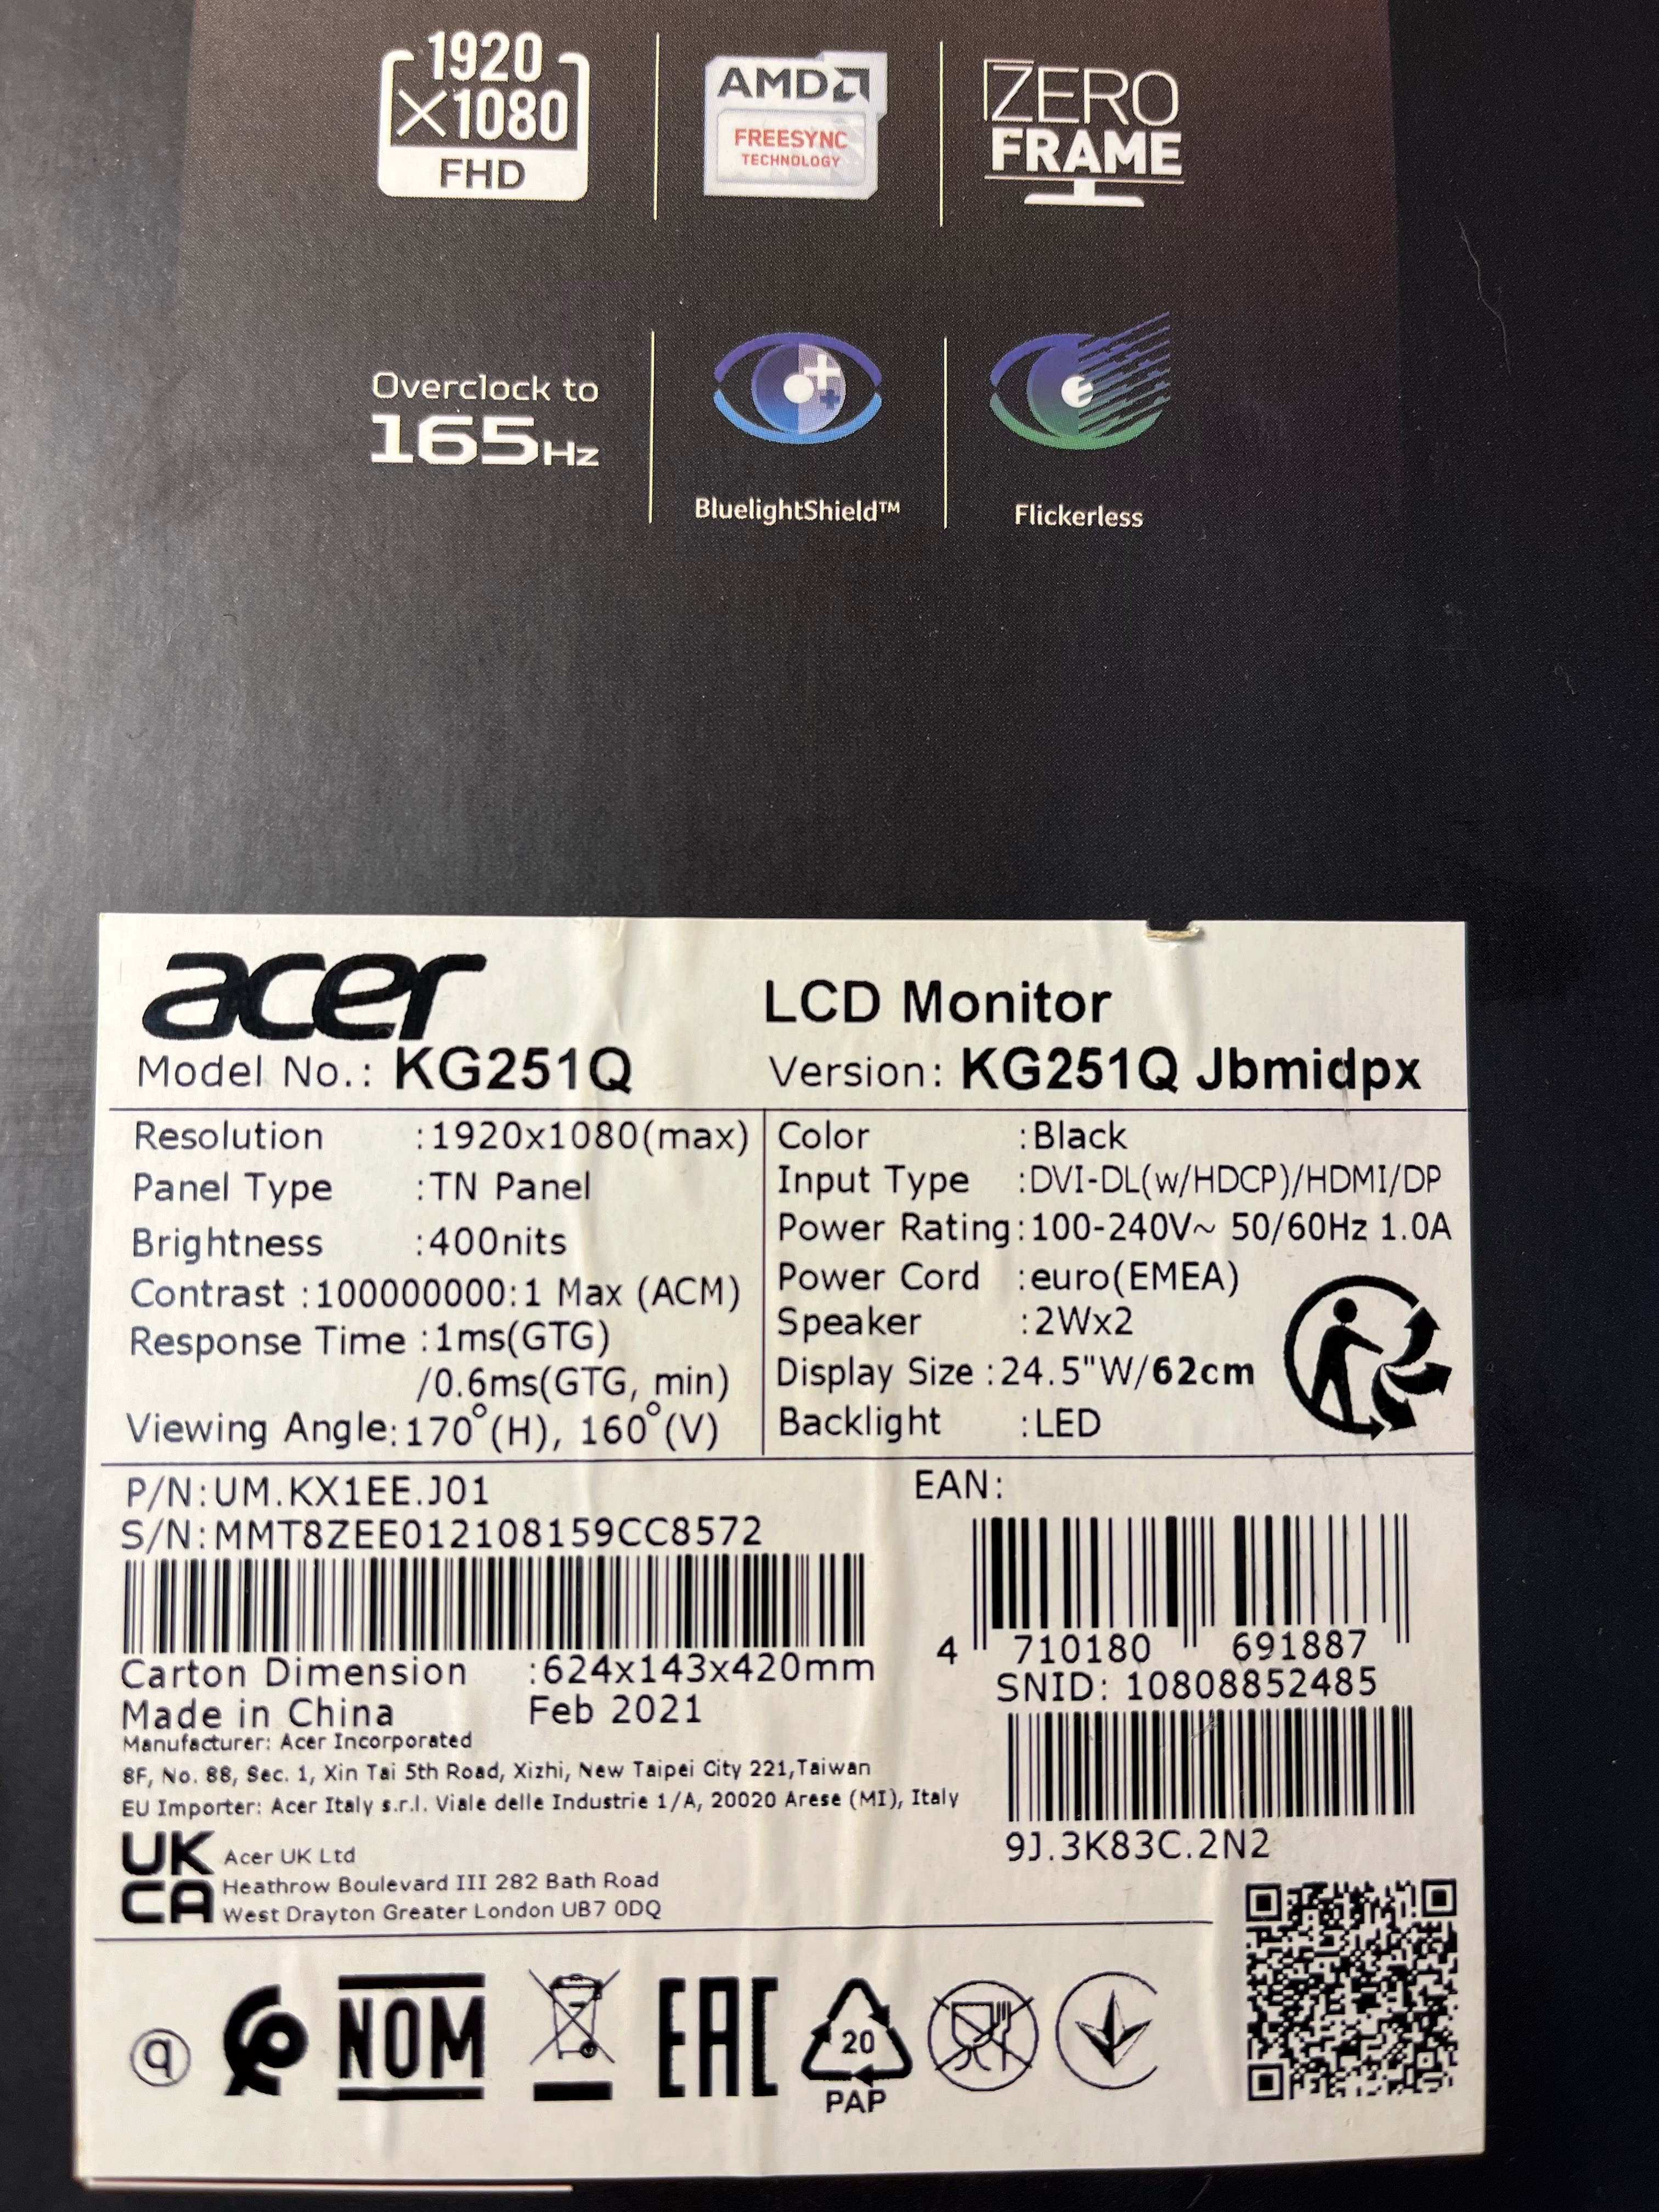 1920
X1080
FHD
AMD
FREESYNC
TECHNOLOGY
ZERO
FRAME
Overclock to
165Hz
BluelightShield™
Flickerless
acer
LCD Monitor
Model No.: KG251Q
Version: KG251Q Jbmidpx
Resolution :1920x1080(max)
Panel Type :TN Panel
Brightness :400nits
Contrast :100000000:1 Max (ACM)
Response Time :1ms(GTG)
/0.6ms(GTG, min)
Viewing Angle:170°(H), 160°(V)
Color :Black
Input Type :DVI-DL(w/HDCP)/HDMI/DP
Power Rating:100-240V~ 50/60Hz 1.0A
Power Cord :euro(EMEA)
Speaker :2Wx2
Display Size :24.5"W/62cm
Backlight :LED
P/N:UM.KX1EE.J01
S/N:MMT8ZEE012108159CC8572
EAN:
4 710180 691887
Carton Dimension :624x143x420mm
Made in China Feb 2021
SNID: 10808852485
Manufacturer: Acer Incorporated
8F, No. 88, Sec. 1, Xin Tai 5th Road, Xizhi, New Taipei City 221,Taiwan
EU Importer: Acer Italy s.r.l. Viale delle Industrie 1/A, 20020 Arese (MI), Italy
9J.3K83C.2N2
UK
CA
Acer UK Ltd
Heathrow Boulevard III 282 Bath Road
West Drayton Greater London UB7 0DQ
q
NOM
EAC
20
PAP